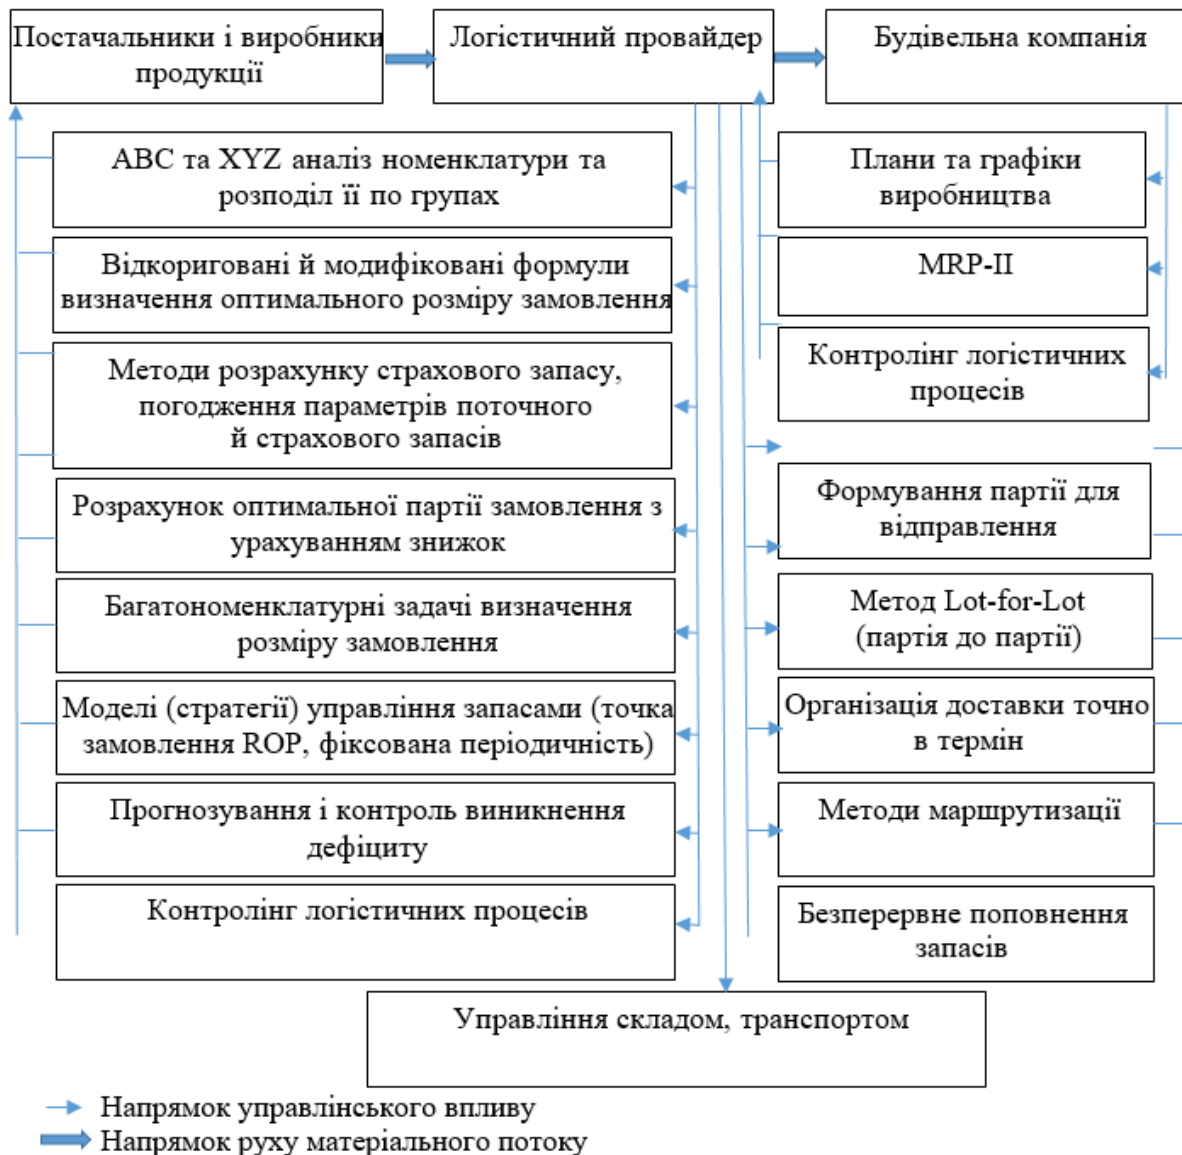 Постачальники і виробники
продукції
Логістичний провайдер
Будівельна компанія
ABC та XYZ аналіз номенклатури та
розподіл її по групах
Відкориговані й модифіковані формули
визначення оптимального розміру замовлення
Методи розрахунку страхового запасу,
погодження параметрів поточного
й страхового запасів
Розрахунок оптимальної партії замовлення з
урахуванням знижок
Багатономенклатурні задачі визначення
розміру замовлення
Моделі (стратегії) управління запасами (точка
замовлення ROP, фіксована періодичність)
Прогнозування і контроль виникнення
дефіциту
Контролінг логістичних процесів
Плани та графіки
виробництва
MRP-II
Контролінг логістичних
процесів
Формування партії для
відправлення
Метод Lot-for-Lot
(партія до партії)
Організація доставки точно
в термін
Методи маршрутизації
Безперервне поповнення
запасів
Управління складом, транспортом
Напрямок управлінського впливу
Напрямок руху матеріального потоку